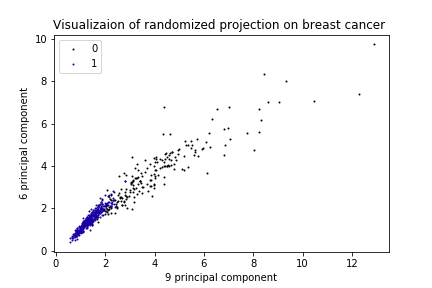 Visualizaion of randomized projection on breast cancer
10
8
6
4
2
0
6 principal component
0
1
0 2 4 6 8 10 12
9 principal component